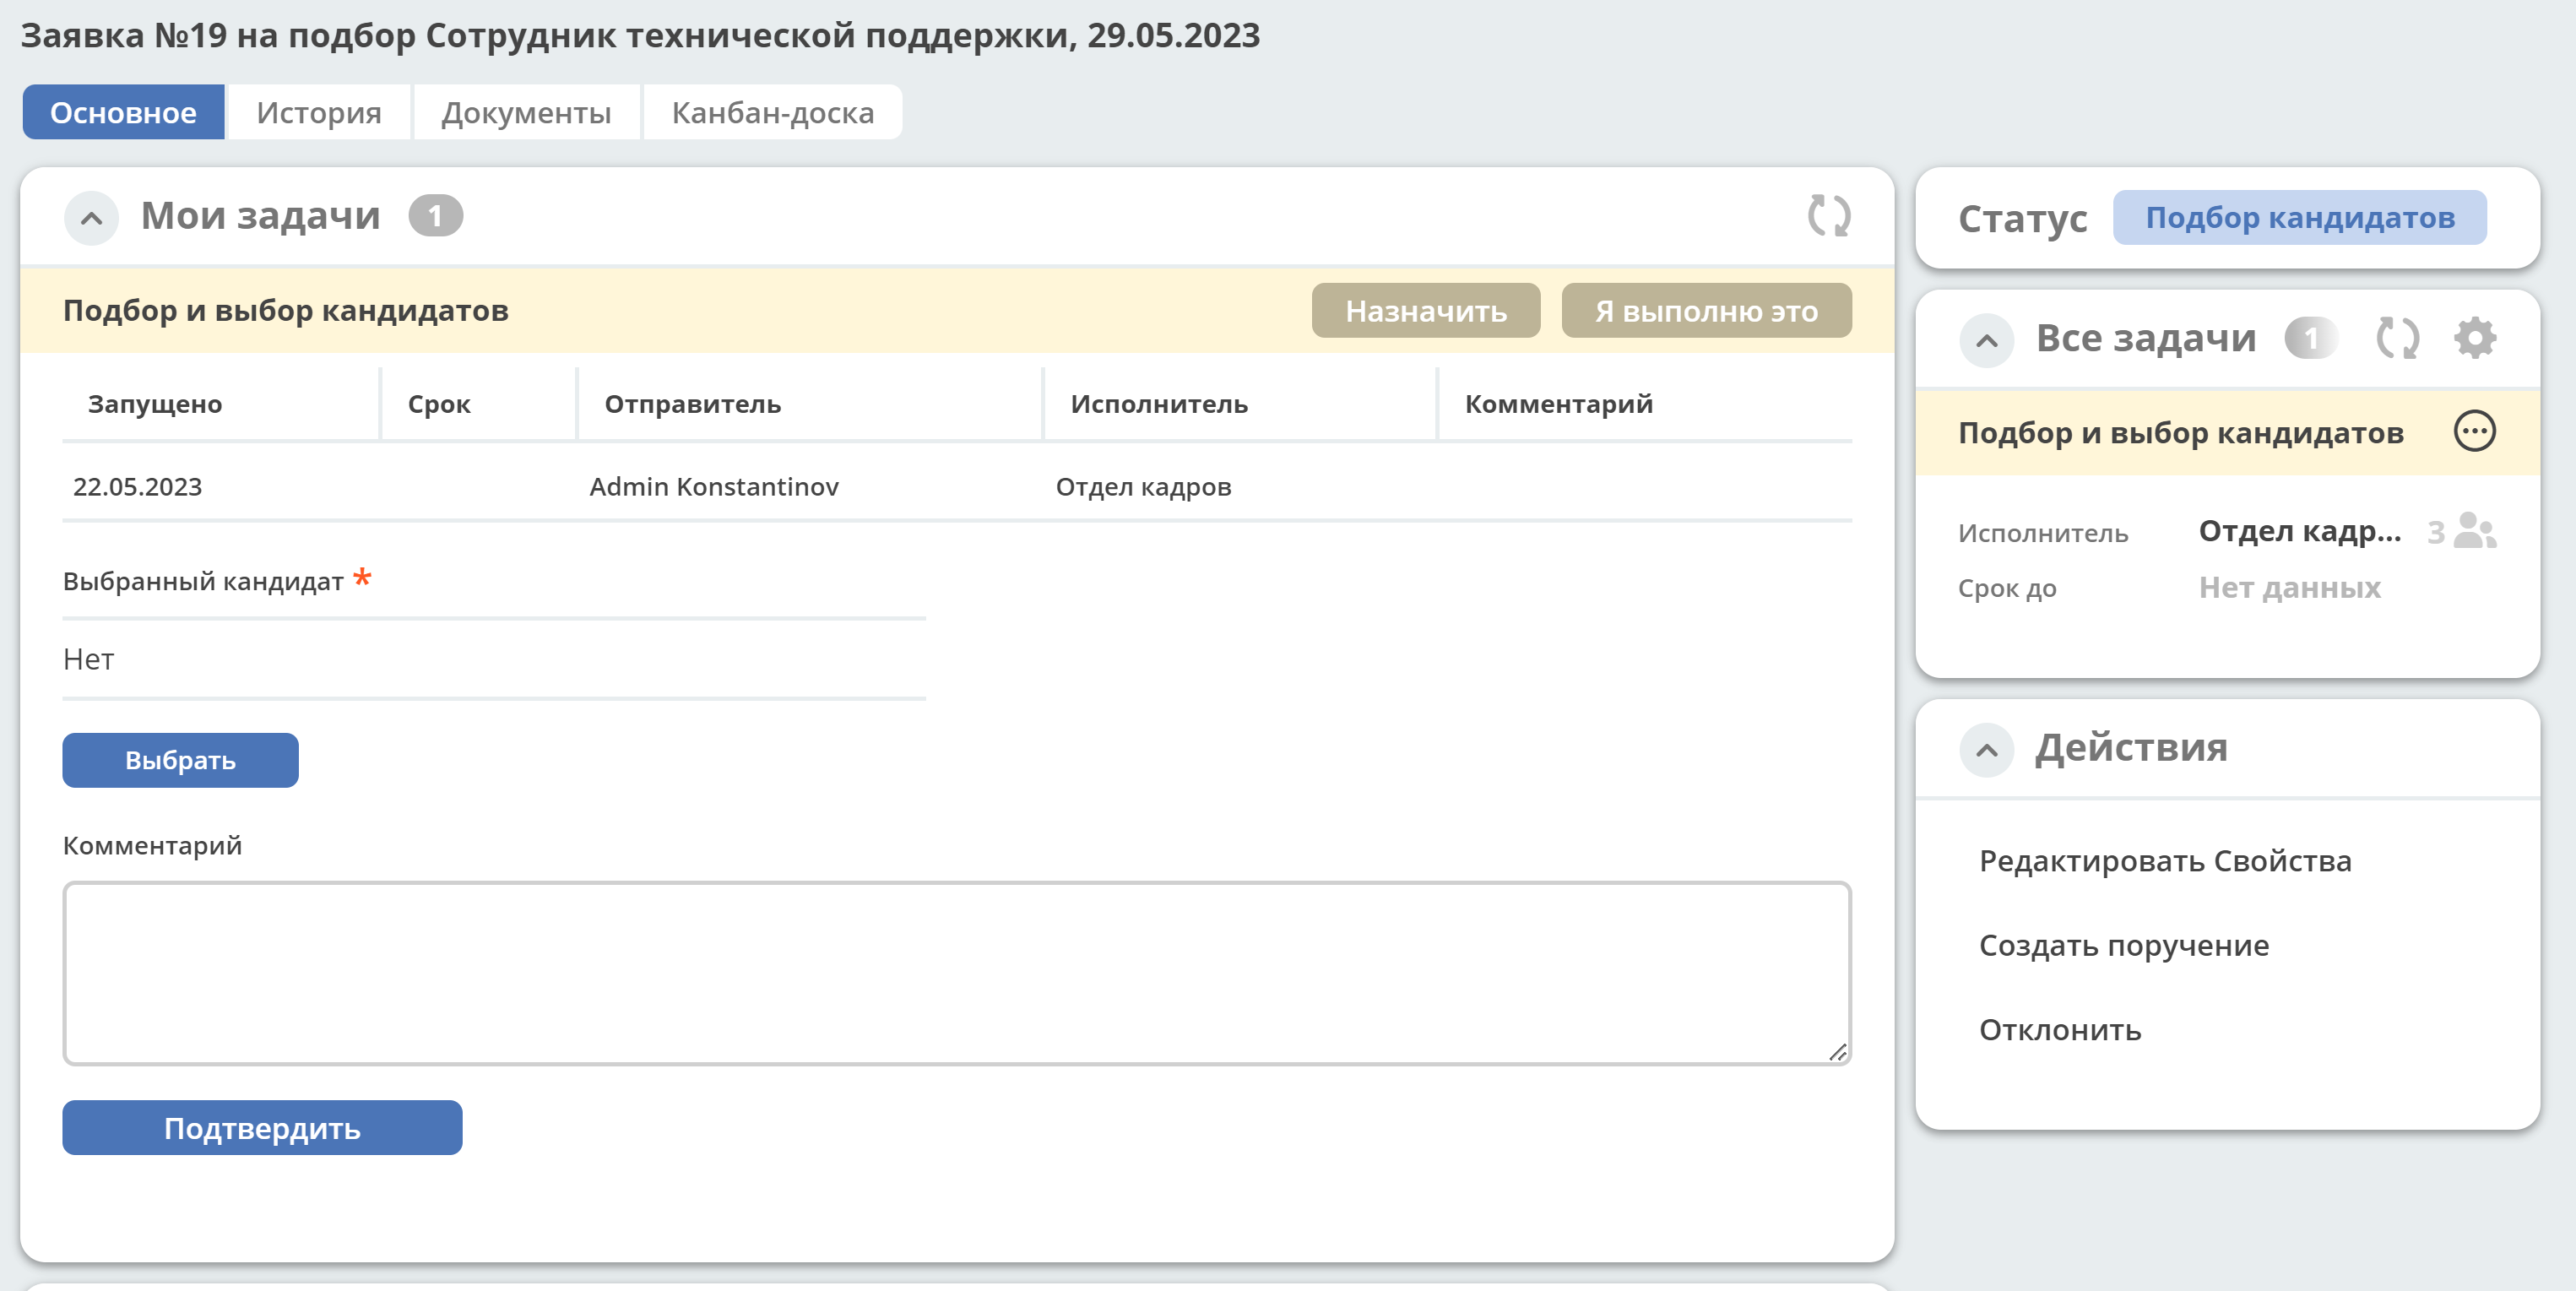 Заявка №19 на подбор Сотрудник технической поддержки, 29.05.2023
Основное История Документы Канбан-доска
Мои задачи 1
Подбор и выбор кандидатов Назначить Я выполню это
Запущено Срок Отправитель Исполнитель Комментарий
22.05.2023 Admin Konstantinov Отдел кадров
Выбранный кандидат *
Нет
Выбрать
Комментарий
Подтвердить
Статус Подбор кандидатов
Все задачи 1
Подбор и выбор кандидатов
Исполнитель Отдел кадр... 3
Срок до Нет данных
Действия
Редактировать Свойства
Создать поручение
Отклонить